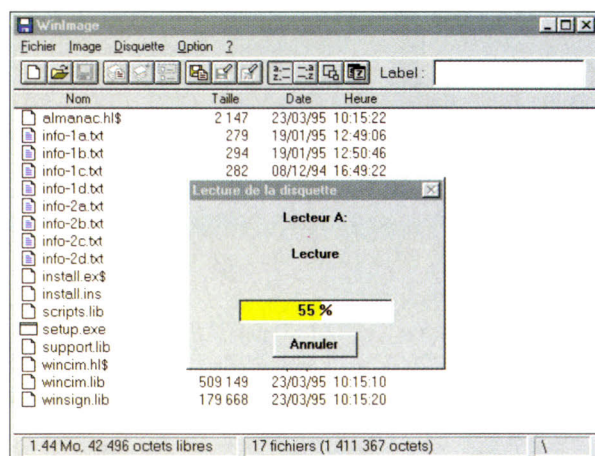 WinImage
Fichier Image Disquette Option ?
Label :
Nom Taille Date Heure
almanac.hl$ 2 147 23/03/95 10:15:22
info-1a.txt 279 19/01/95 12:49:06
info-1b.txt 294 19/01/95 12:50:46
info-1c.txt 282 08/12/94 16:49:22
info-1d.txt
info-2a.txt
info-2b.txt
info-2c.txt
info-2d.txt
install.ex$
install.ins
scripts.lib
setup.exe
support.lib
wincim.hl$
wincim.lib 509 149 23/03/95 10:15:10
winsign.lib 179 668 23/03/95 10:15:20
Lecture de la disquette
Lecteur A:
Lecture
55 %
Annuler
1.44 Mo, 42 496 octets libres 17 fichiers (1 411 367 octets) \